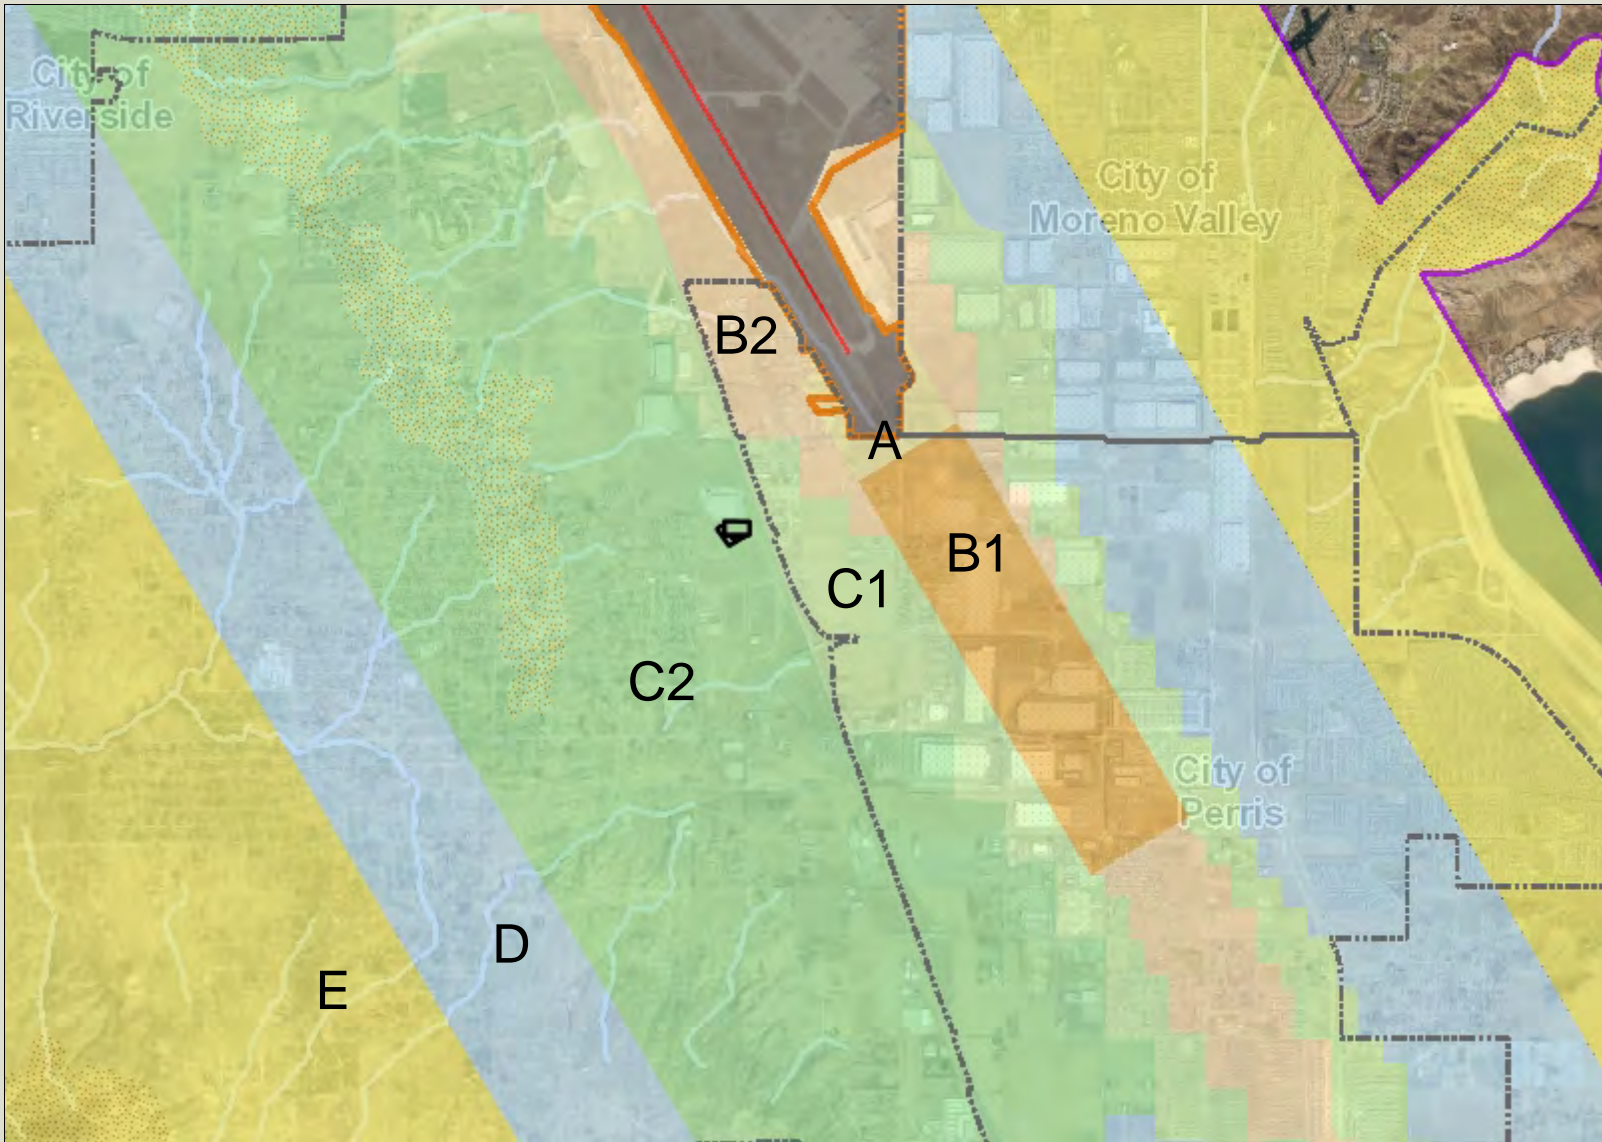 City of
Riverside
City of
Moreno Valley
B2
A
B1
C1
C2
City of
Perris
D
E